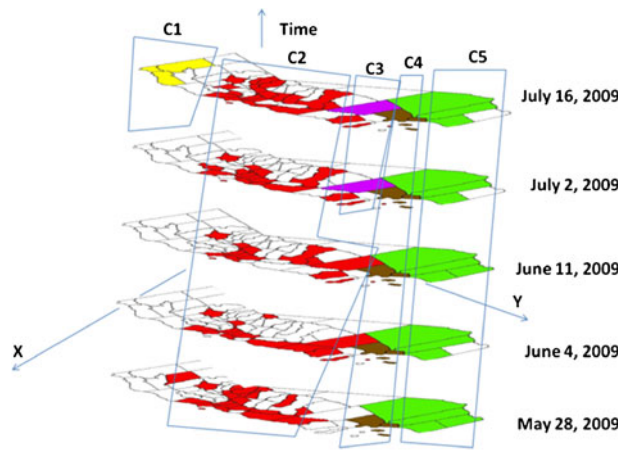 Time
C1
C2
C3
C4
C5
July 16, 2009
July 2, 2009
June 11, 2009
Y
X
June 4, 2009
May 28, 2009